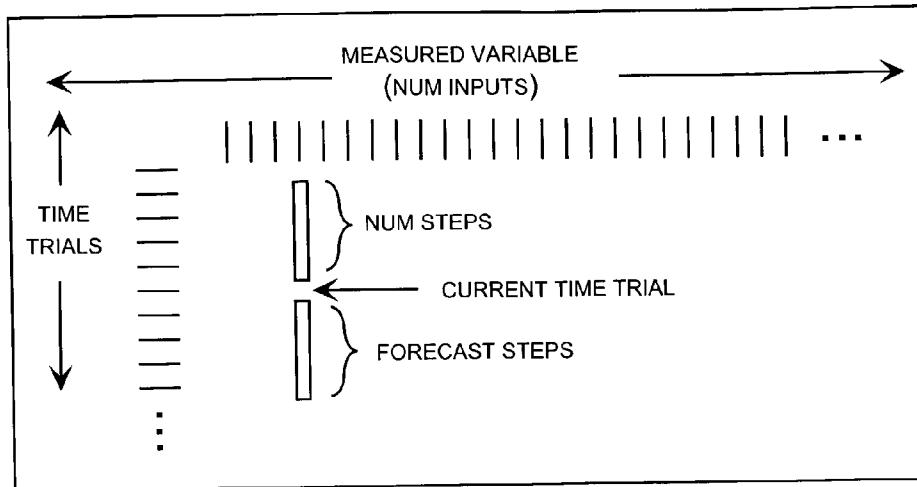 MEASURED VARIABLE
(NUM INPUTS)
TIME
TRIALS
NUM STEPS
CURRENT TIME TRIAL
FORECAST STEPS